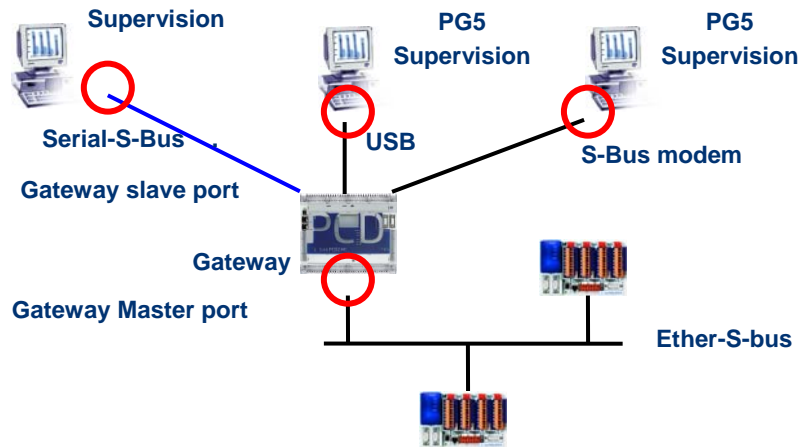 Supervision
PG5
Supervision
PG5
Supervision
Serial-S-Bus .
USB
S-Bus modem
Gateway slave port
PCD
Gateway
Gateway Master port
Ether-S-bus